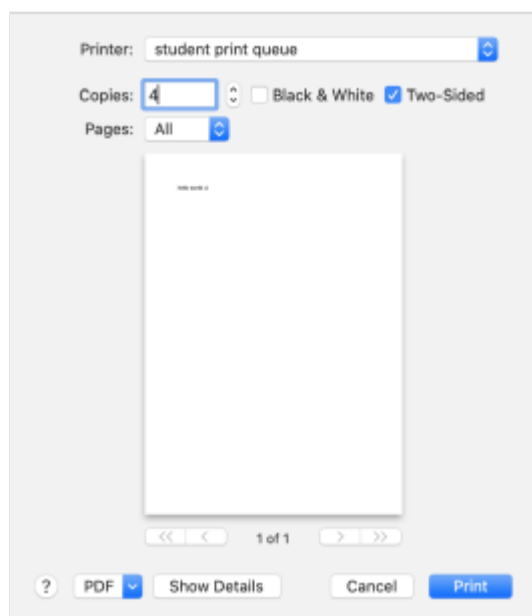 Printer: student print queue
Copies: 4 Black & White Two-Sided
Pages: All
<< < 1 of 1 > >>
? PDF Show Details Cancel Print